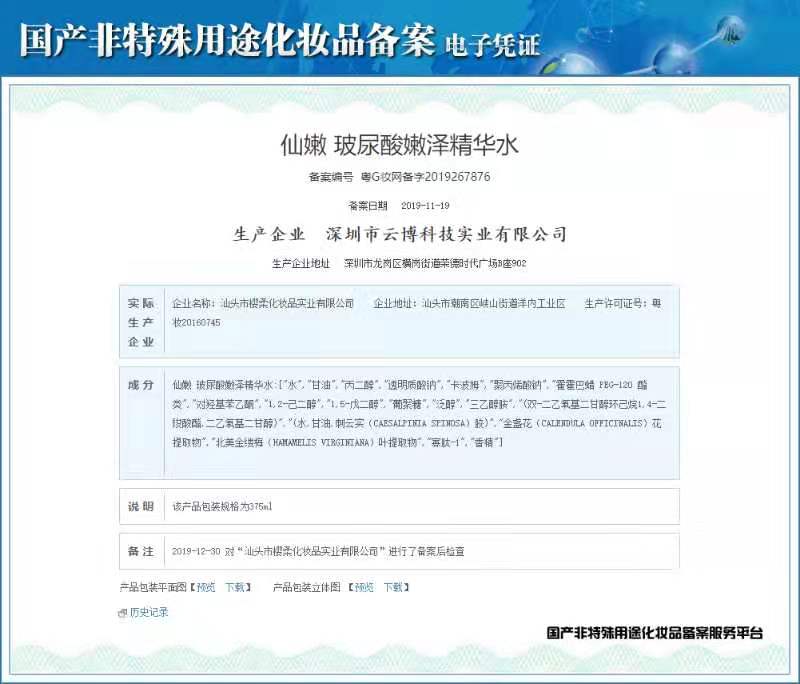 国产非特殊用途化妆品备案 电子凭证
仙嫩 玻尿酸嫩泽精华水
备案编号 粤G妆网备字2019267876
备案日期 2019-11-19
生产企业 深圳市云博科技实业有限公司
生产企业地址 深圳市龙岗区横岗街道荣德时代广场B座902
实际生产企业
企业名称：汕头市樱柔化妆品实业有限公司 企业地址：汕头市潮南区峡山街道洋内工业区 生产许可证号：粤
妆20160745
成分
仙嫩 玻尿酸嫩泽精华水:["水","甘油","丙二醇","透明质酸钠","卡波姆","聚丙烯酸钠","霍霍巴蜡 PEG-120 酯
类","对羟基苯乙酮","1,2-己二醇","1,5-戊二醇","葡聚糖","泛醇","三乙醇胺","(双-二乙氧基二甘醇环己烷1,4-二
羧酸酯,二乙氧基二甘醇)","(水,甘油,刺云实（CAESALPINIA SPINOSA）胶)","金盏花（CALENDULA OFFICINALIS）花
提取物","北美金缕梅（HAMAMELIS VIRGINIANA）叶提取物","寡肽-1","香精"]
说明 该产品包装规格为375ml
备注 2019-12-30 对“汕头市樱柔化妆品实业有限公司”进行了备案后检查
产品包装平面图【预览 下载】 产品包装立体图 【预览 下载】
历史记录
国产非特殊用途化妆品备案服务平台